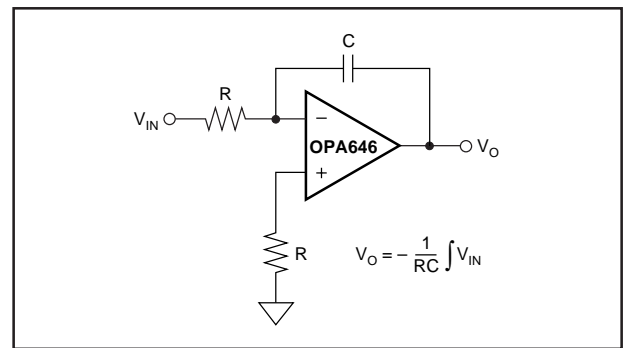 C
R
V_IN
−
OPA646
V_O
+
R
V_O = − 1/RC ∫ V_IN